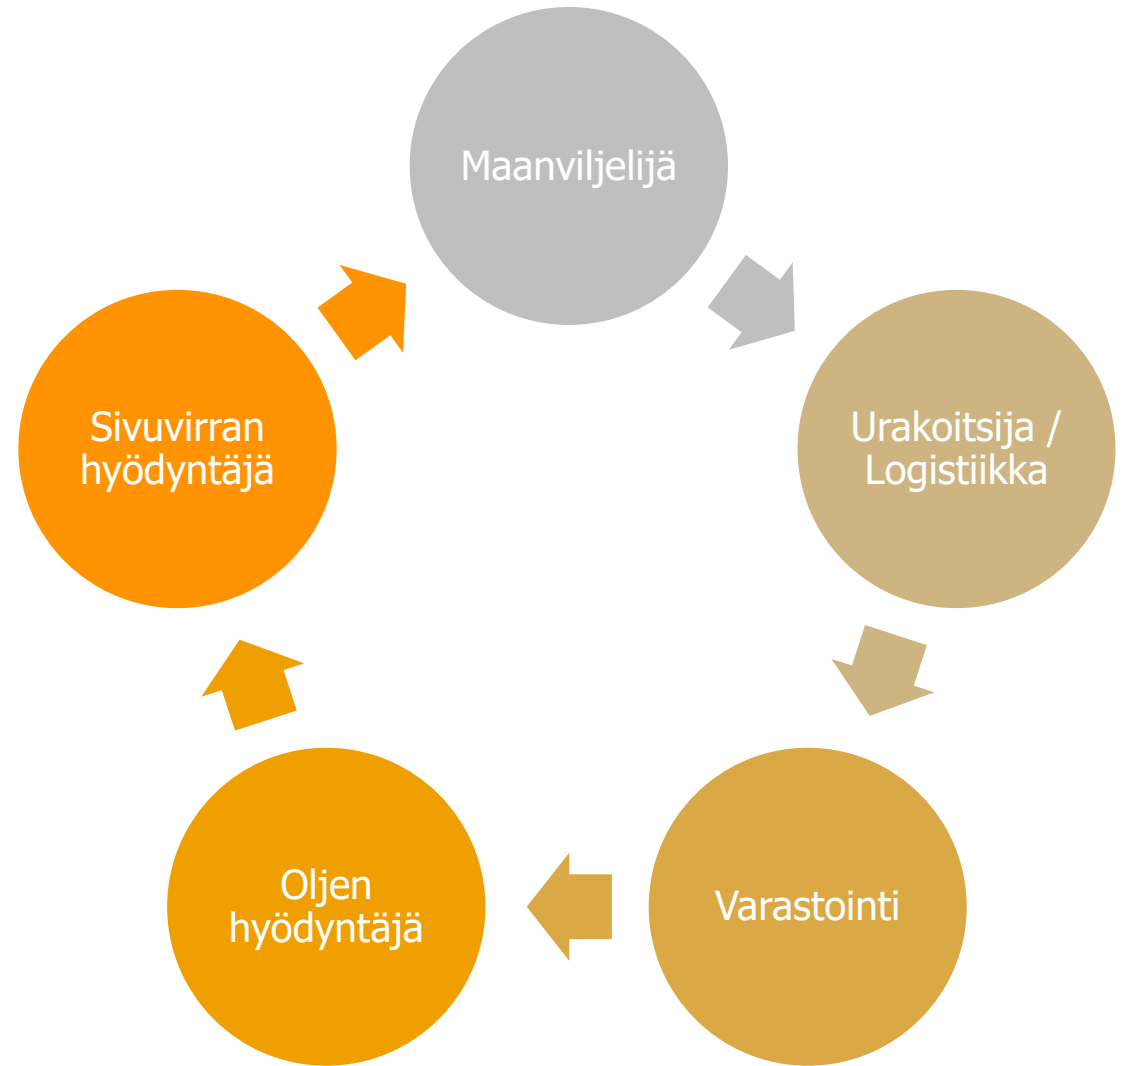 Maanviljelijä
Urakoitsija /
Logistiikka
Varastointi
Oljen
hyödyntäjä
Sivuvirran
hyödyntäjä